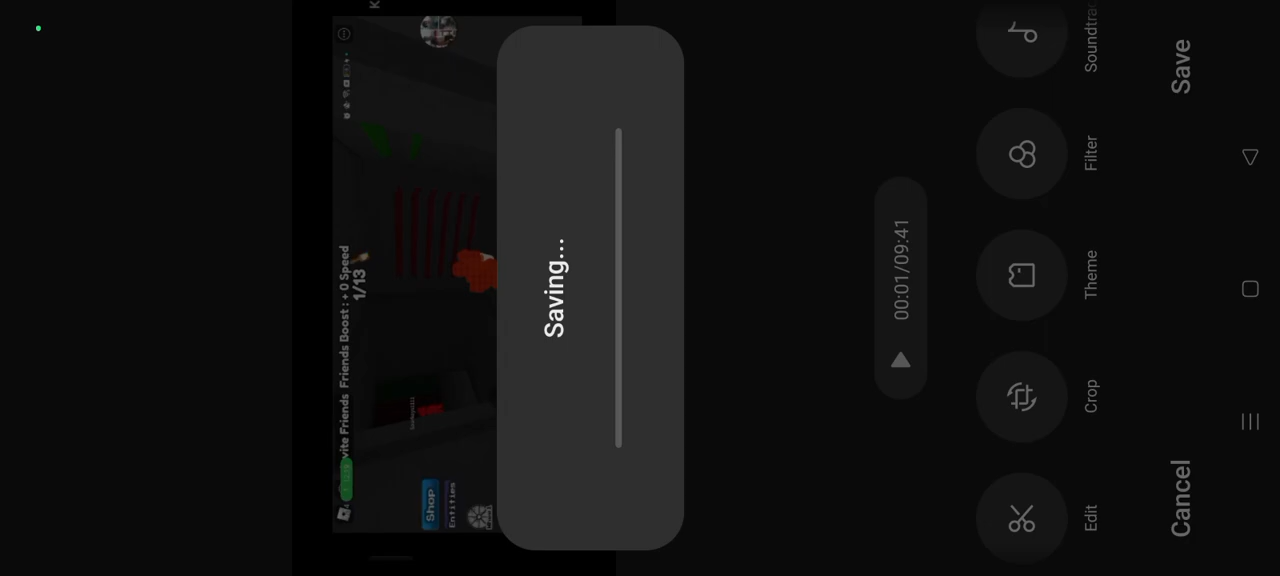 Invite Friends Friends Boost : + 0 Speed
1/13
Shop
Entities
Saving...
00:01/09:41
Edit
Crop
Theme
Filter
Soundtrac
Cancel
Save